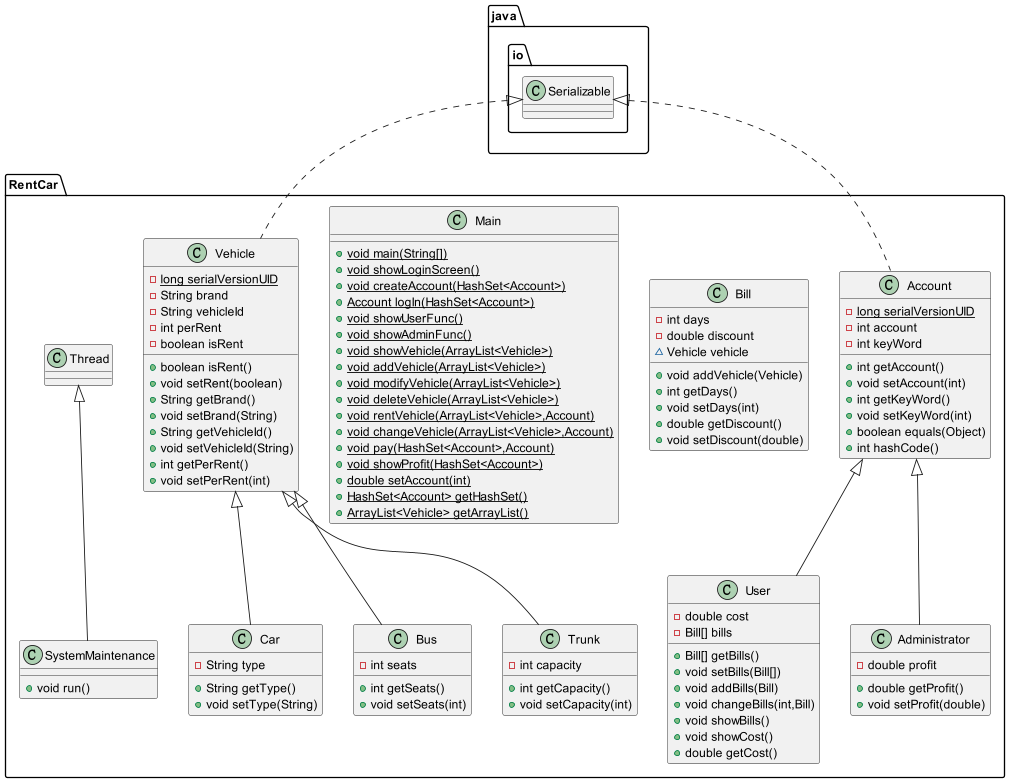 java
io
C Serializable
RentCar
C Vehicle
long serialVersionUID
String brand
String vehicleId
int perRent
boolean isRent
boolean isRent()
void setRent(boolean)
String getBrand()
void setBrand(String)
String getVehicleId()
void setVehicleId(String)
int getPerRent()
void setPerRent(int)
C Main
void main(String[])
void showLoginScreen()
void createAccount(HashSet<Account>)
Account logIn(HashSet<Account>)
void showUserFunc()
void showAdminFunc()
void showVehicle(ArrayList<Vehicle>)
void addVehicle(ArrayList<Vehicle>)
void modifyVehicle(ArrayList<Vehicle>)
void deleteVehicle(ArrayList<Vehicle>)
void rentVehicle(ArrayList<Vehicle>,Account)
void changeVehicle(ArrayList<Vehicle>,Account)
void pay(HashSet<Account>,Account)
void showProfit(HashSet<Account>)
double setAccount(int)
HashSet<Account> getHashSet()
ArrayList<Vehicle> getArrayList()
C Bill
int days
double discount
Vehicle vehicle
void addVehicle(Vehicle)
int getDays()
void setDays(int)
double getDiscount()
void setDiscount(double)
C Account
long serialVersionUID
int account
int keyWord
int getAccount()
void setAccount(int)
int getKeyWord()
void setKeyWord(int)
boolean equals(Object)
int hashCode()
C Thread
C SystemMaintenance
void run()
C Car
String type
String getType()
void setType(String)
C Bus
int seats
int getSeats()
void setSeats(int)
C Trunk
int capacity
int getCapacity()
void setCapacity(int)
C User
double cost
Bill[] bills
Bill[] getBills()
void setBills(Bill[])
void addBills(Bill)
void changeBills(int,Bill)
void showBills()
void showCost()
double getCost()
C Administrator
double profit
double getProfit()
void setProfit(double)